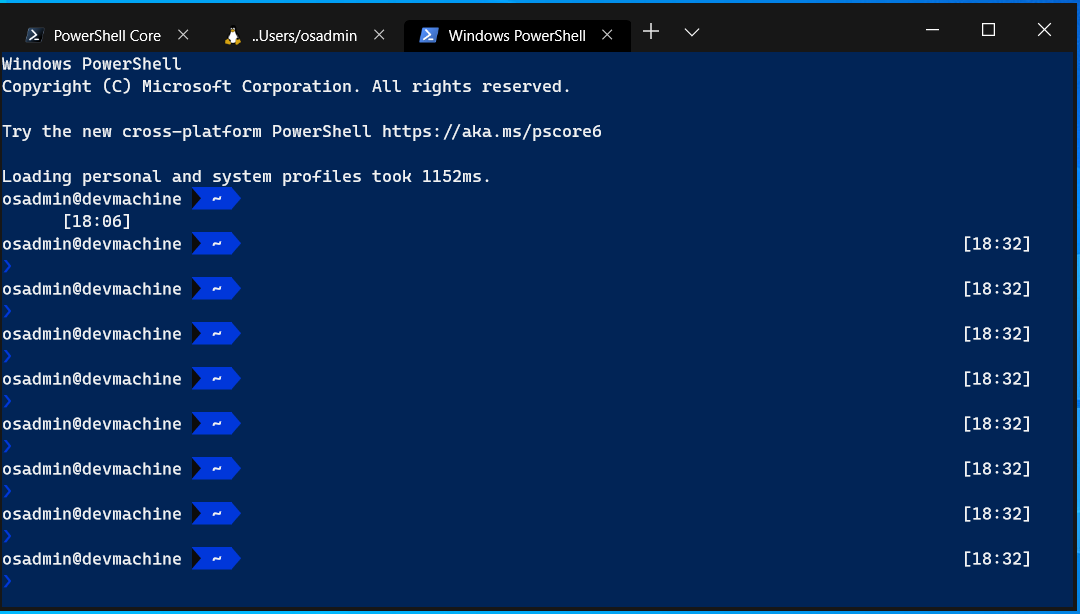 PowerShell Core
..Users/osadmin
Windows PowerShell
Windows PowerShell
Copyright (C) Microsoft Corporation. All rights reserved.
Try the new cross-platform PowerShell https://aka.ms/pscore6
Loading personal and system profiles took 1152ms.
osadmin@devmachine ~
[18:06]
osadmin@devmachine ~ [18:32]
❯
osadmin@devmachine ~ [18:32]
❯
osadmin@devmachine ~ [18:32]
❯
osadmin@devmachine ~ [18:32]
❯
osadmin@devmachine ~ [18:32]
❯
osadmin@devmachine ~ [18:32]
❯
osadmin@devmachine ~ [18:32]
❯
osadmin@devmachine ~ [18:32]
❯